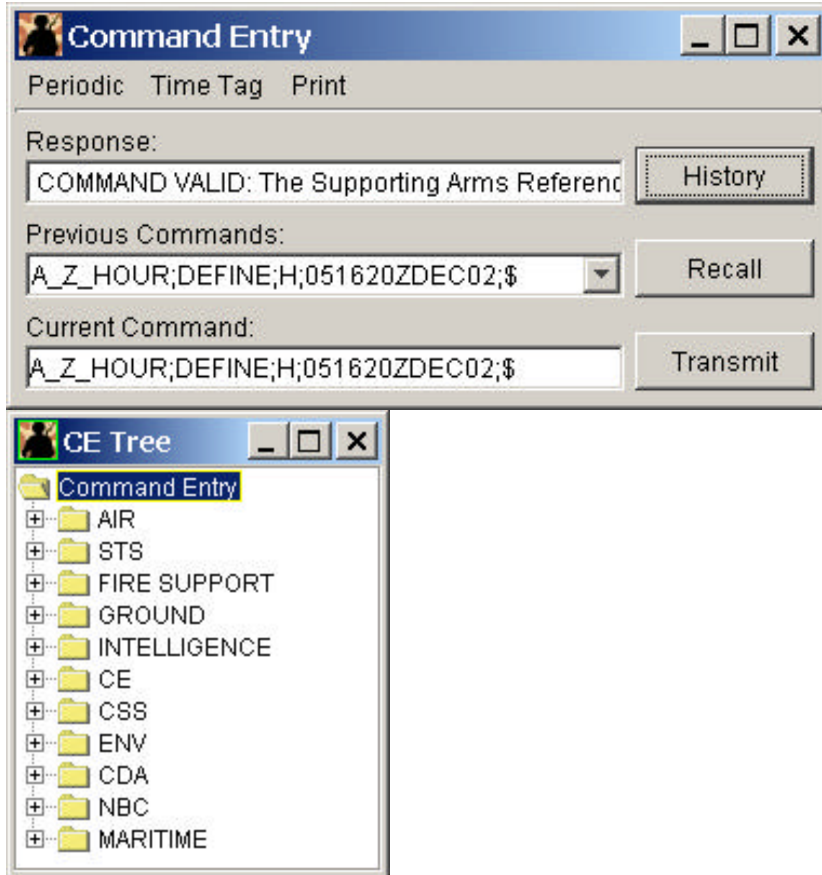 Command Entry
Periodic Time Tag Print
Response:
COMMAND VALID: The Supporting Arms Referenc
History
Previous Commands:
A_Z_HOUR;DEFINE;H;051620ZDEC02;$
Recall
Current Command:
A_Z_HOUR;DEFINE;H;051620ZDEC02;$
Transmit
CE Tree
Command Entry
AIR
STS
FIRE SUPPORT
GROUND
INTELLIGENCE
CE
CSS
ENV
CDA
NBC
MARITIME